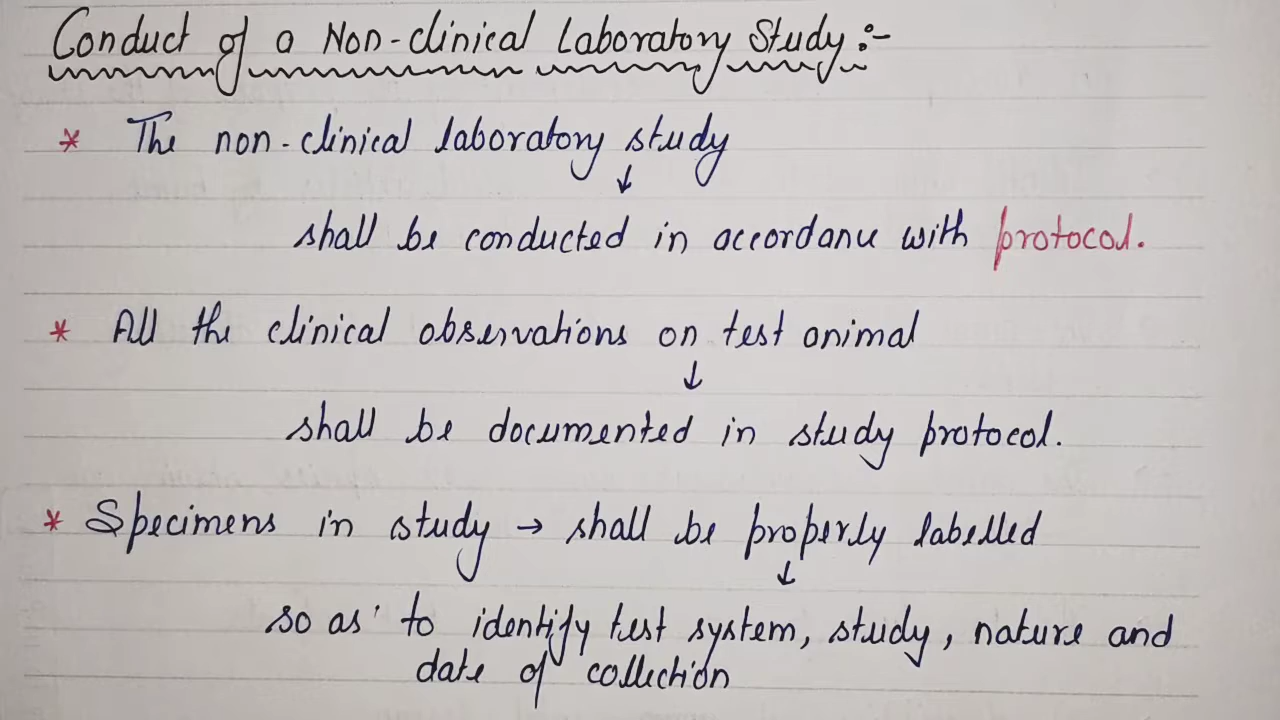 Conduct of a Non-clinical Laboratory Study :-
* The non-clinical laboratory study
↓
shall be conducted in accordance with protocol.
* All the clinical observations on test animal
↓
shall be documented in study protocol.
* Specimens in study → shall be properly labelled
↓
so as to identify test system, study, nature and
date of collection